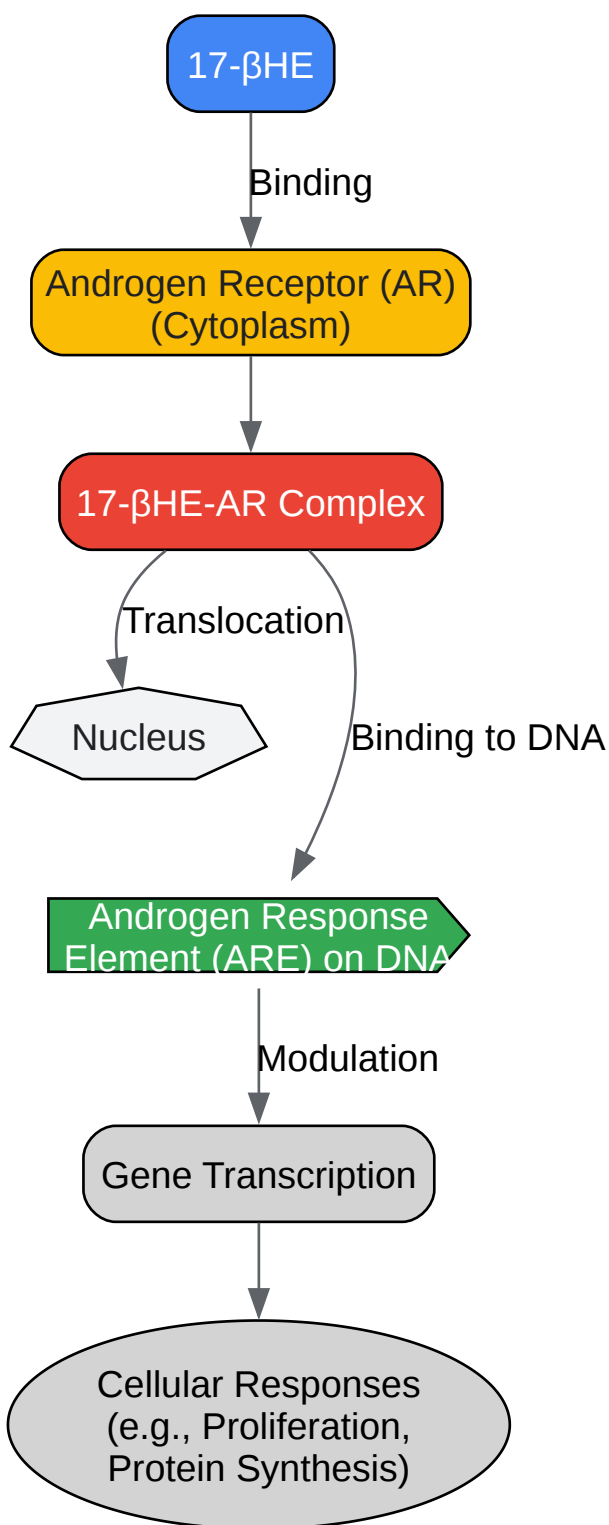 17-βHE
Binding
Androgen Receptor (AR)
(Cytoplasm)
17-βHE-AR Complex
Translocation
Nucleus
Binding to DNA
Androgen Response
Element (ARE) on DNA
Modulation
Gene Transcription
Cellular Responses
(e.g., Proliferation,
Protein Synthesis)